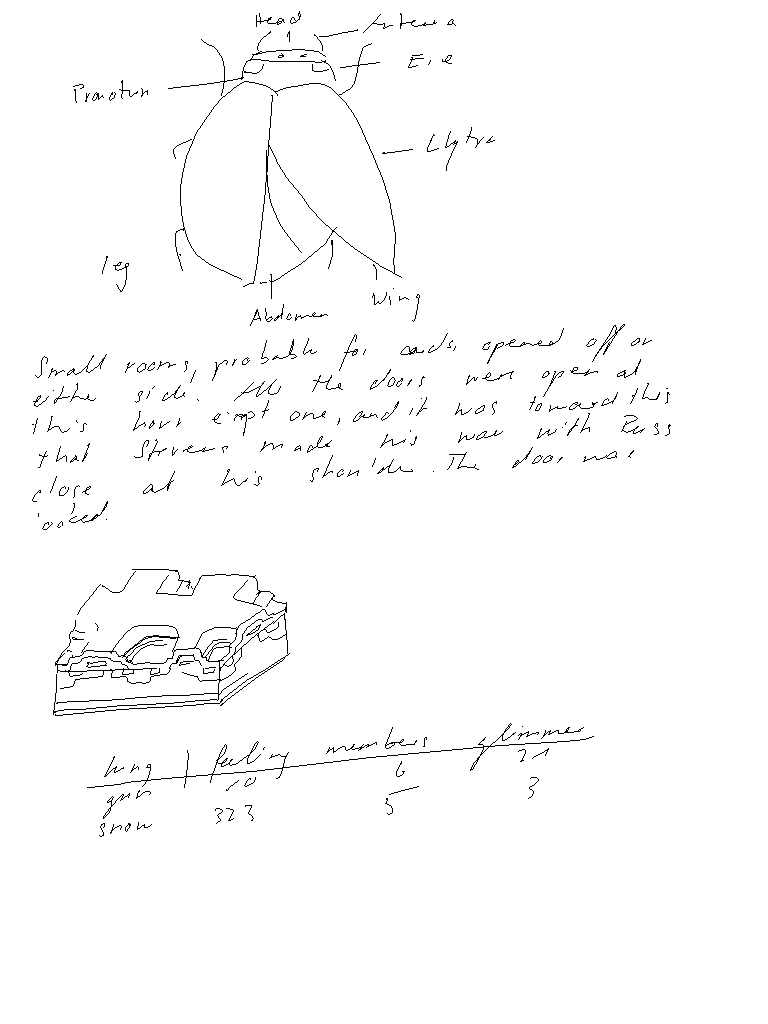 Head
Antenna
Eye
Pronotum
Elytra
leg
Wing
Abdomen
Small rooms, probable for cards, opened off on
either side. All the doors were open at
this hour exept one, and it was toward this
that Stevens made his way with Russ
close at his shoulder. The door was
locked.
lung feeling members glimmer
gun 10 6 21
snow 323 5 3